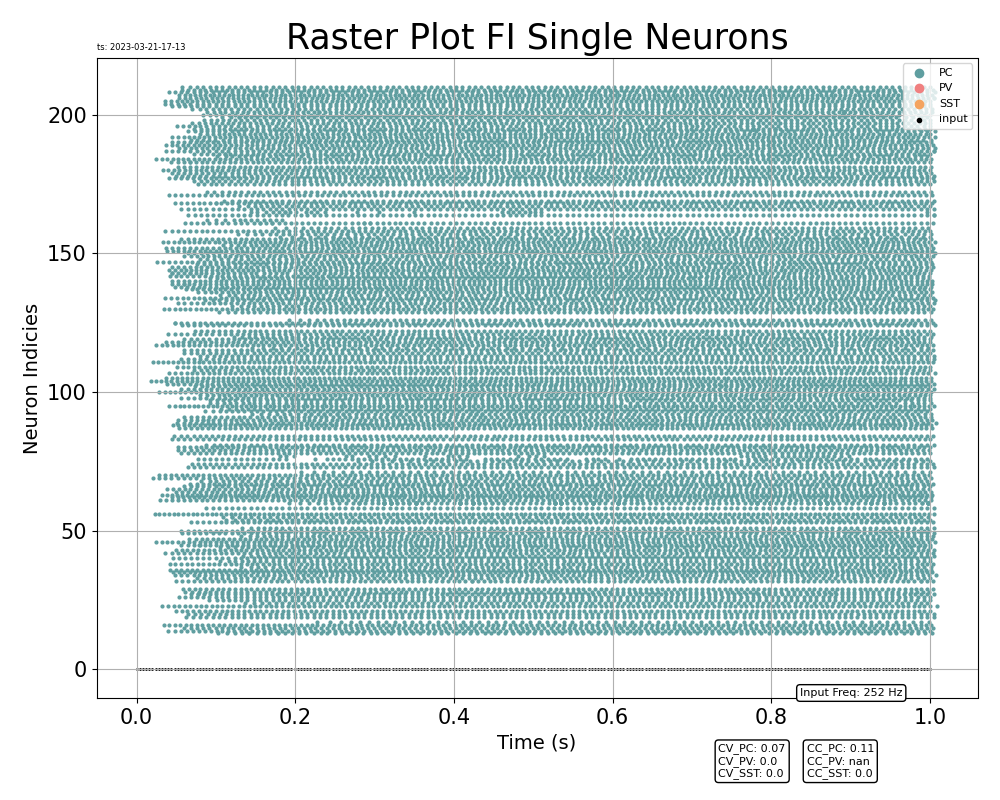 Raster Plot FI Single Neurons
ts: 2023-03-21-17-13
PC
PV
SST
input
200
150
100
50
0
Neuron Indicies
Input Freq: 252 Hz
0.0 0.2 0.4 0.6 0.8 1.0
Time (s)
CV_PC: 0.07
CV_PV: 0.0
CV_SST: 0.0
CC_PC: 0.11
CC_PV: nan
CC_SST: 0.0